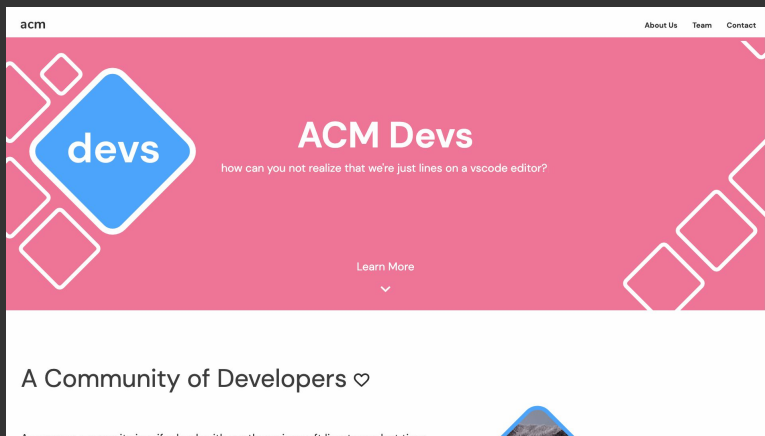 acm
About Us Team Contact
devs
ACM Devs
how can you not realize that we're just lines on a vscode editor?
Learn More
A Community of Developers